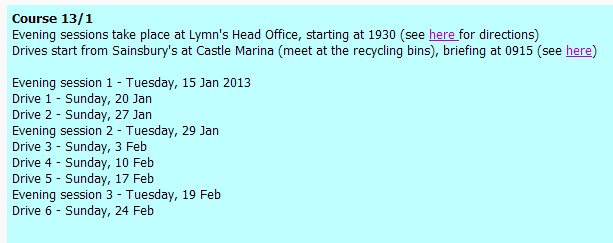 Course 13/1
Evening sessions take place at Lymn's Head Office, starting at 1930 (see here for directions)
Drives start from Sainsbury's at Castle Marina (meet at the recycling bins), briefing at 0915 (see here)
Evening session 1 - Tuesday, 15 Jan 2013
Drive 1 - Sunday, 20 Jan
Drive 2 - Sunday, 27 Jan
Evening session 2 - Tuesday, 29 Jan
Drive 3 - Sunday, 3 Feb
Drive 4 - Sunday, 10 Feb
Drive 5 - Sunday, 17 Feb
Evening session 3 - Tuesday, 19 Feb
Drive 6 - Sunday, 24 Feb